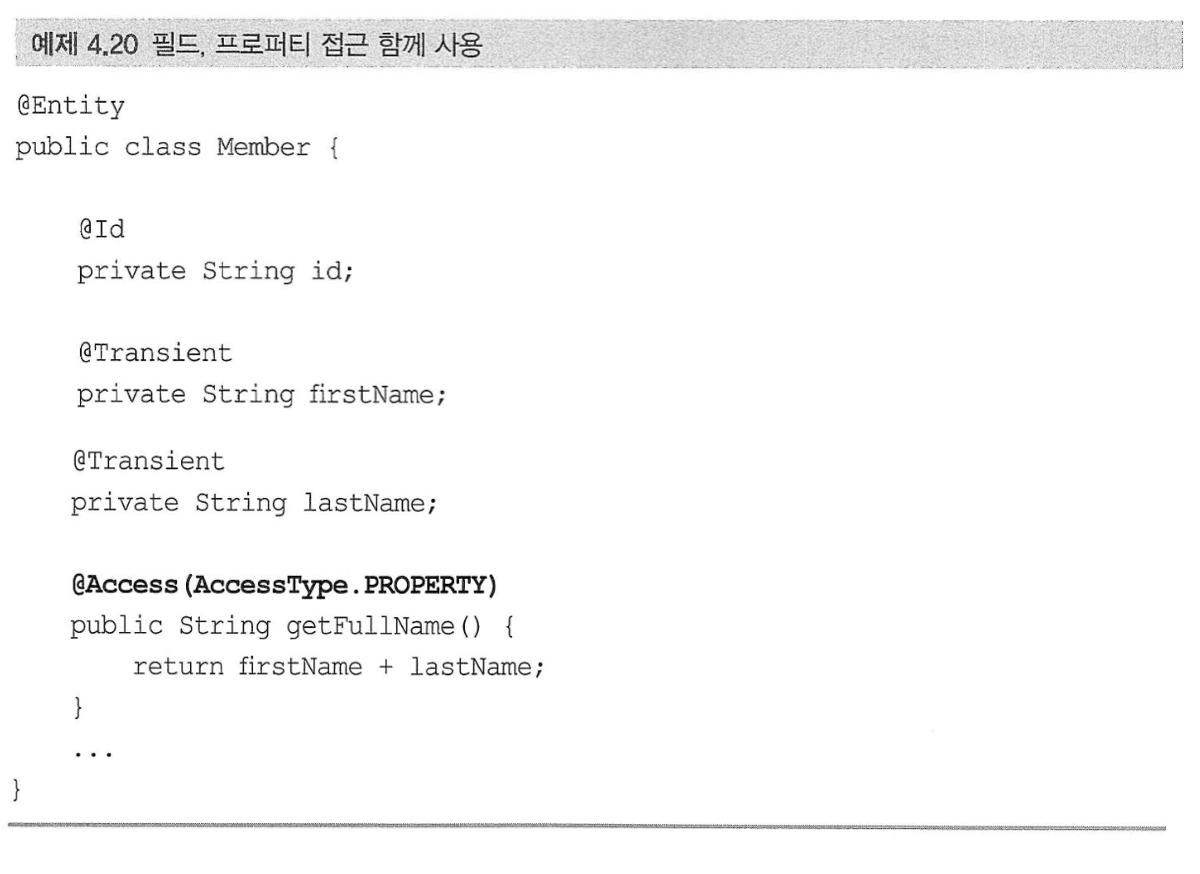 예제 4.20 필드, 프로퍼티 접근 함께 사용
@Entity
public class Member {
@Id
private String id;
@Transient
private String firstName;
@Transient
private String lastName;
@Access(AccessType.PROPERTY)
public String getFullName() {
return firstName + lastName;
}
...
}